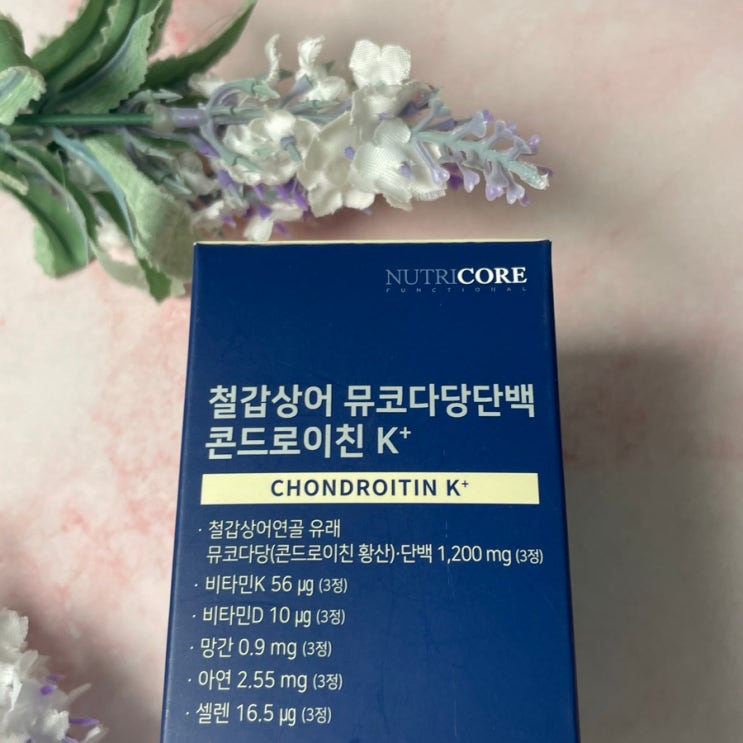 NUTRICORE
FUNCTIONAL
철갑상어 뮤코다당단백
콘드로이친 K⁺
CHONDROITIN K⁺
· 철갑상어연골 유래
뮤코다당(콘드로이친 황산)·단백 1,200 mg (3정)
· 비타민K 56 µg (3정)
· 비타민D 10 µg (3정)
· 망간 0.9 mg (3정)
· 아연 2.55 mg (3정)
· 셀렌 16.5 µg (3정)